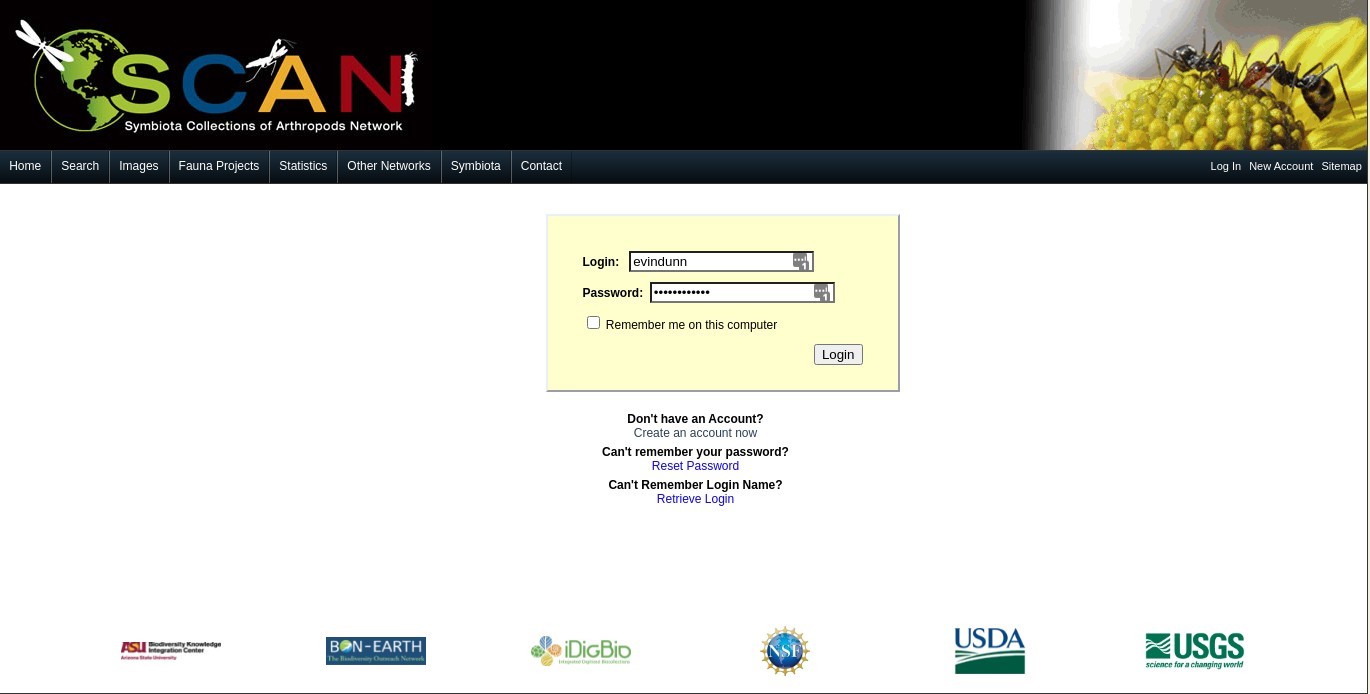 SCAN
Symbiota Collections of Arthropods Network
Home Search Images Fauna Projects Statistics Other Networks Symbiota Contact Log In New Account Sitemap
Login: evindunn
Password: ••••••••••••
Remember me on this computer
Login
Don't have an Account?
Create an account now
Can't remember your password?
Reset Password
Can't Remember Login Name?
Retrieve Login
ASU Biodiversity Knowledge
Integration Center
Arizona State University
BON-EARTH
The Biodiversity Outreach Network
iDigBio
Integrated Digitized Biocollections
NSF
USDA
USGS
science for a changing world